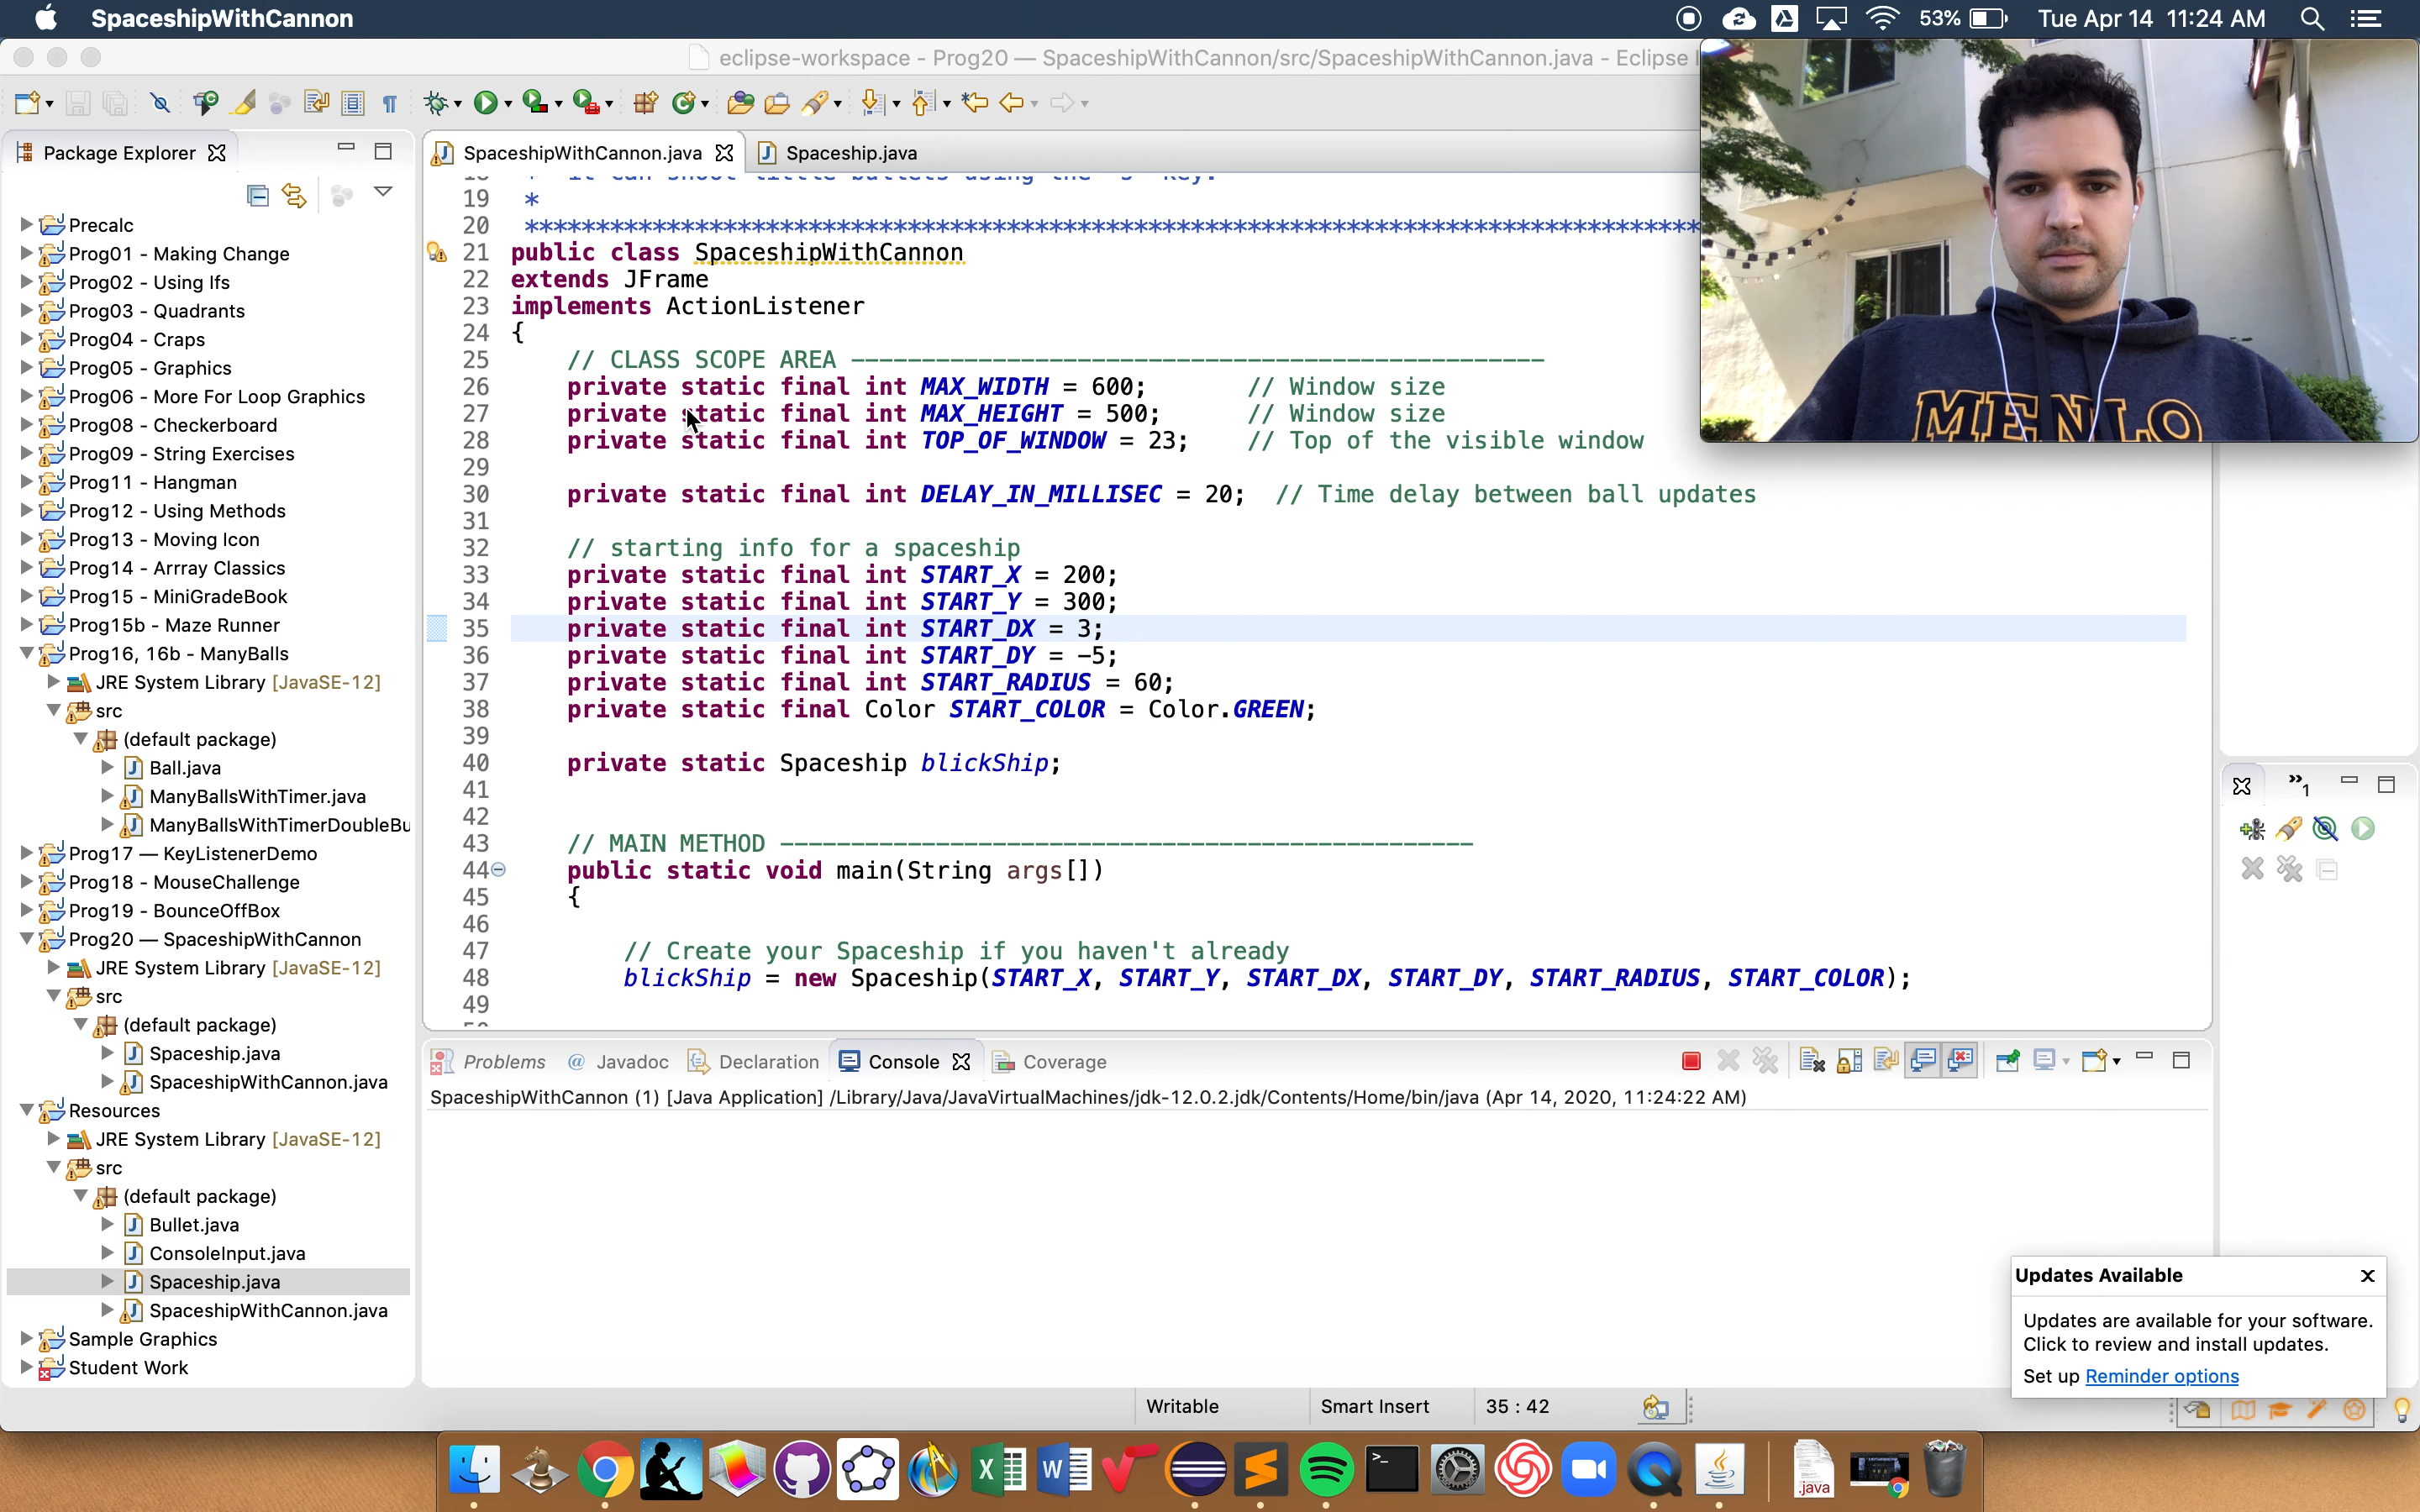 SpaceshipWithCannon
53%
Tue Apr 14 11:24 AM
eclipse-workspace - Prog20 — SpaceshipWithCannon/src/SpaceshipWithCannon.java - Eclipse
Package Explorer
Precalc
Prog01 - Making Change
Prog02 - Using Ifs
Prog03 - Quadrants
Prog04 - Craps
Prog05 - Graphics
Prog06 - More For Loop Graphics
Prog08 - Checkerboard
Prog09 - String Exercises
Prog11 - Hangman
Prog12 - Using Methods
Prog13 - Moving Icon
Prog14 - Arrray Classics
Prog15 - MiniGradeBook
Prog15b - Maze Runner
Prog16, 16b - ManyBalls
JRE System Library [JavaSE-12]
src
(default package)
Ball.java
ManyBallsWithTimer.java
ManyBallsWithTimerDoubleBu
Prog17 — KeyListenerDemo
Prog18 - MouseChallenge
Prog19 - BounceOffBox
Prog20 — SpaceshipWithCannon
JRE System Library [JavaSE-12]
src
(default package)
Spaceship.java
SpaceshipWithCannon.java
Resources
JRE System Library [JavaSE-12]
src
(default package)
Bullet.java
ConsoleInput.java
Spaceship.java
SpaceshipWithCannon.java
Sample Graphics
Student Work
SpaceshipWithCannon.java
Spaceship.java
18 * it can shoot little bullets using the 's' key.
19 *
20 ***********************************************************************************
21 public class SpaceshipWithCannon
22 extends JFrame
23 implements ActionListener
24 {
25 // CLASS SCOPE AREA -------------------------------------------------
26 private static final int MAX_WIDTH = 600; // Window size
27 private static final int MAX_HEIGHT = 500; // Window size
28 private static final int TOP_OF_WINDOW = 23; // Top of the visible window
29
30 private static final int DELAY_IN_MILLISEC = 20; // Time delay between ball updates
31
32 // starting info for a spaceship
33 private static final int START_X = 200;
34 private static final int START_Y = 300;
35 private static final int START_DX = 3;
36 private static final int START_DY = -5;
37 private static final int START_RADIUS = 60;
38 private static final Color START_COLOR = Color.GREEN;
39
40 private static Spaceship blickShip;
41
42
43 // MAIN METHOD -------------------------------------------------
44 public static void main(String args[])
45 {
46
47 // Create your Spaceship if you haven't already
48 blickShip = new Spaceship(START_X, START_Y, START_DX, START_DY, START_RADIUS, START_COLOR);
49
50
MENLO
»1
Problems
@ Javadoc
Declaration
Console
Coverage
SpaceshipWithCannon (1) [Java Application] /Library/Java/JavaVirtualMachines/jdk-12.0.2.jdk/Contents/Home/bin/java (Apr 14, 2020, 11:24:22 AM)
Updates Available
x
Updates are available for your software.
Click to review and install updates.
Set up Reminder options
Writable
Smart Insert
35 : 42
.java